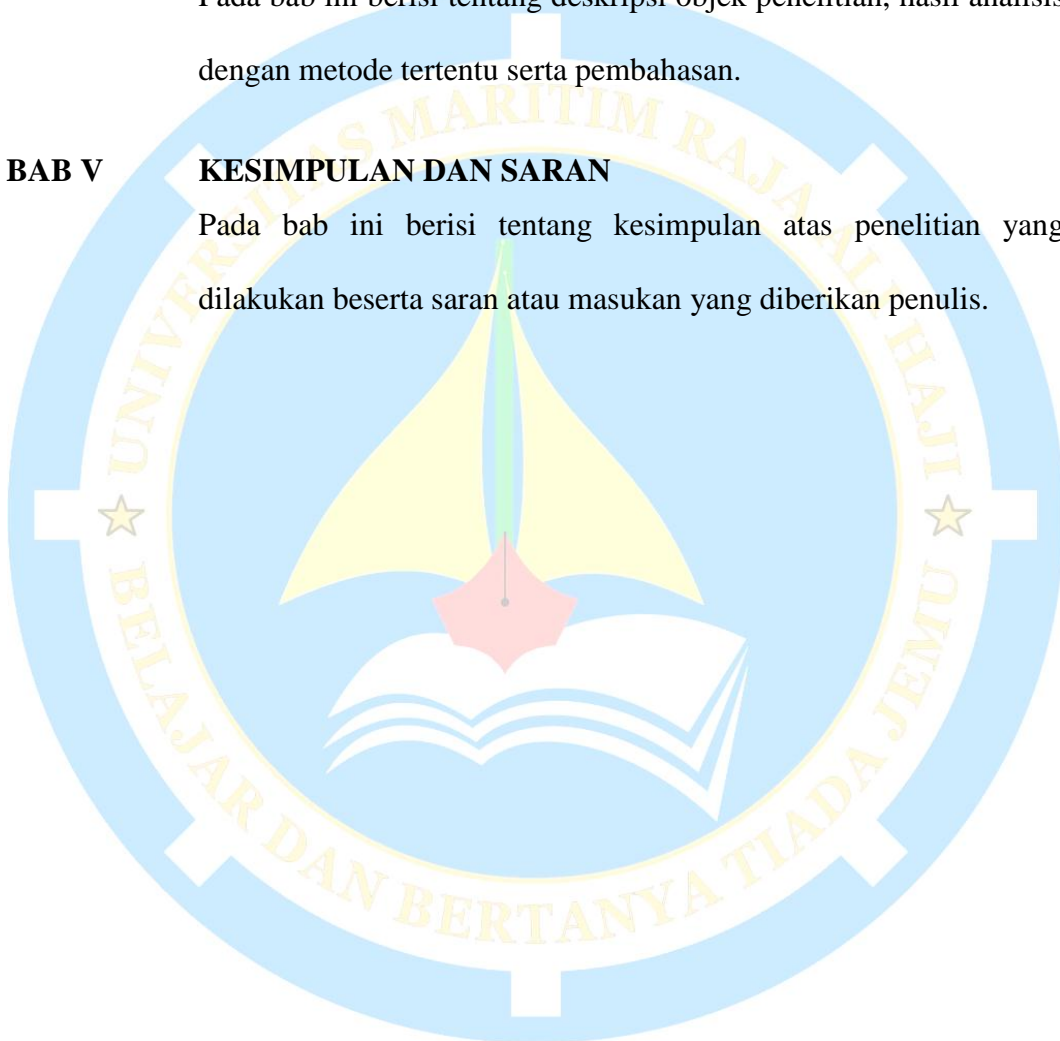 Pada bab ini berisi tentang deskripsi objek penelitian, hasil analisis
dengan metode tertentu serta pembahasan.
BAB V KESIMPULAN DAN SARAN
Pada bab ini berisi tentang kesimpulan atas penelitian yang
dilakukan beserta saran atau masukan yang diberikan penulis.
UNIVERSITAS MARITIM RAJA ALI HAJI
BELAJAR DAN BERTANYA TIADA JEMU